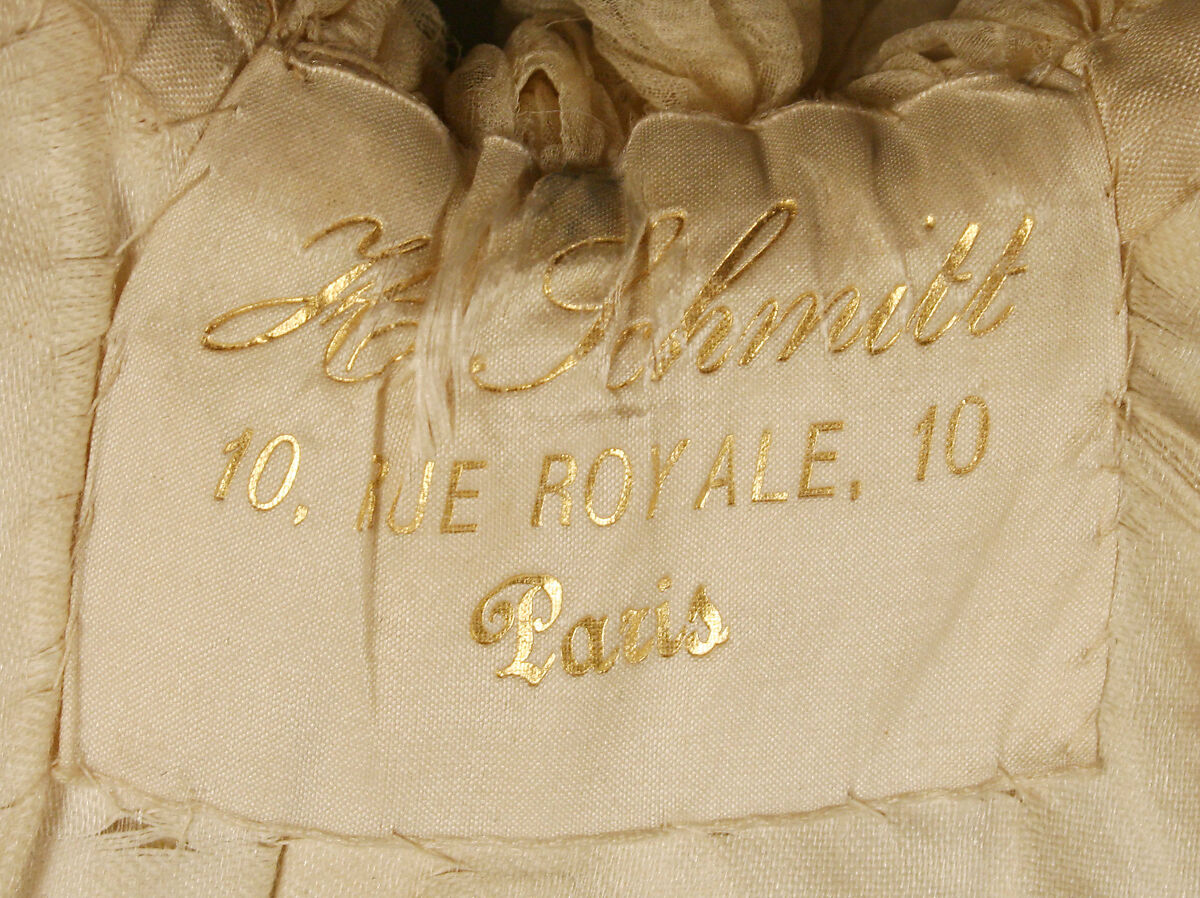 H. Schmitt
10, RUE ROYALE, 10
Paris